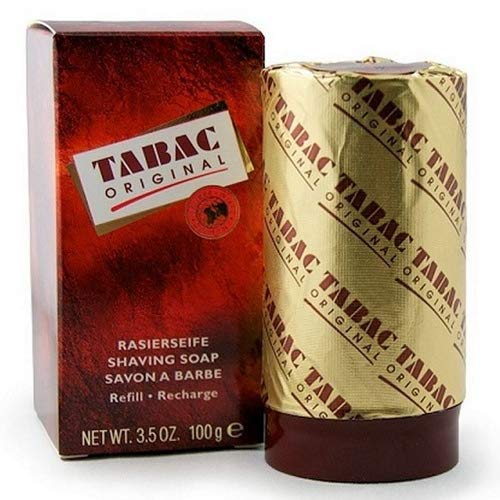 TABAC
ORIGINAL
RASIERSEIFE
SHAVING SOAP
SAVON A BARBE
Refill • Recharge
NET WT. 3.5 OZ. 100 g ℮
TABAC
ORIGINAL
TABAC
ORIGINAL
TABAC
ORIGINAL
TABAC
ORIGINAL